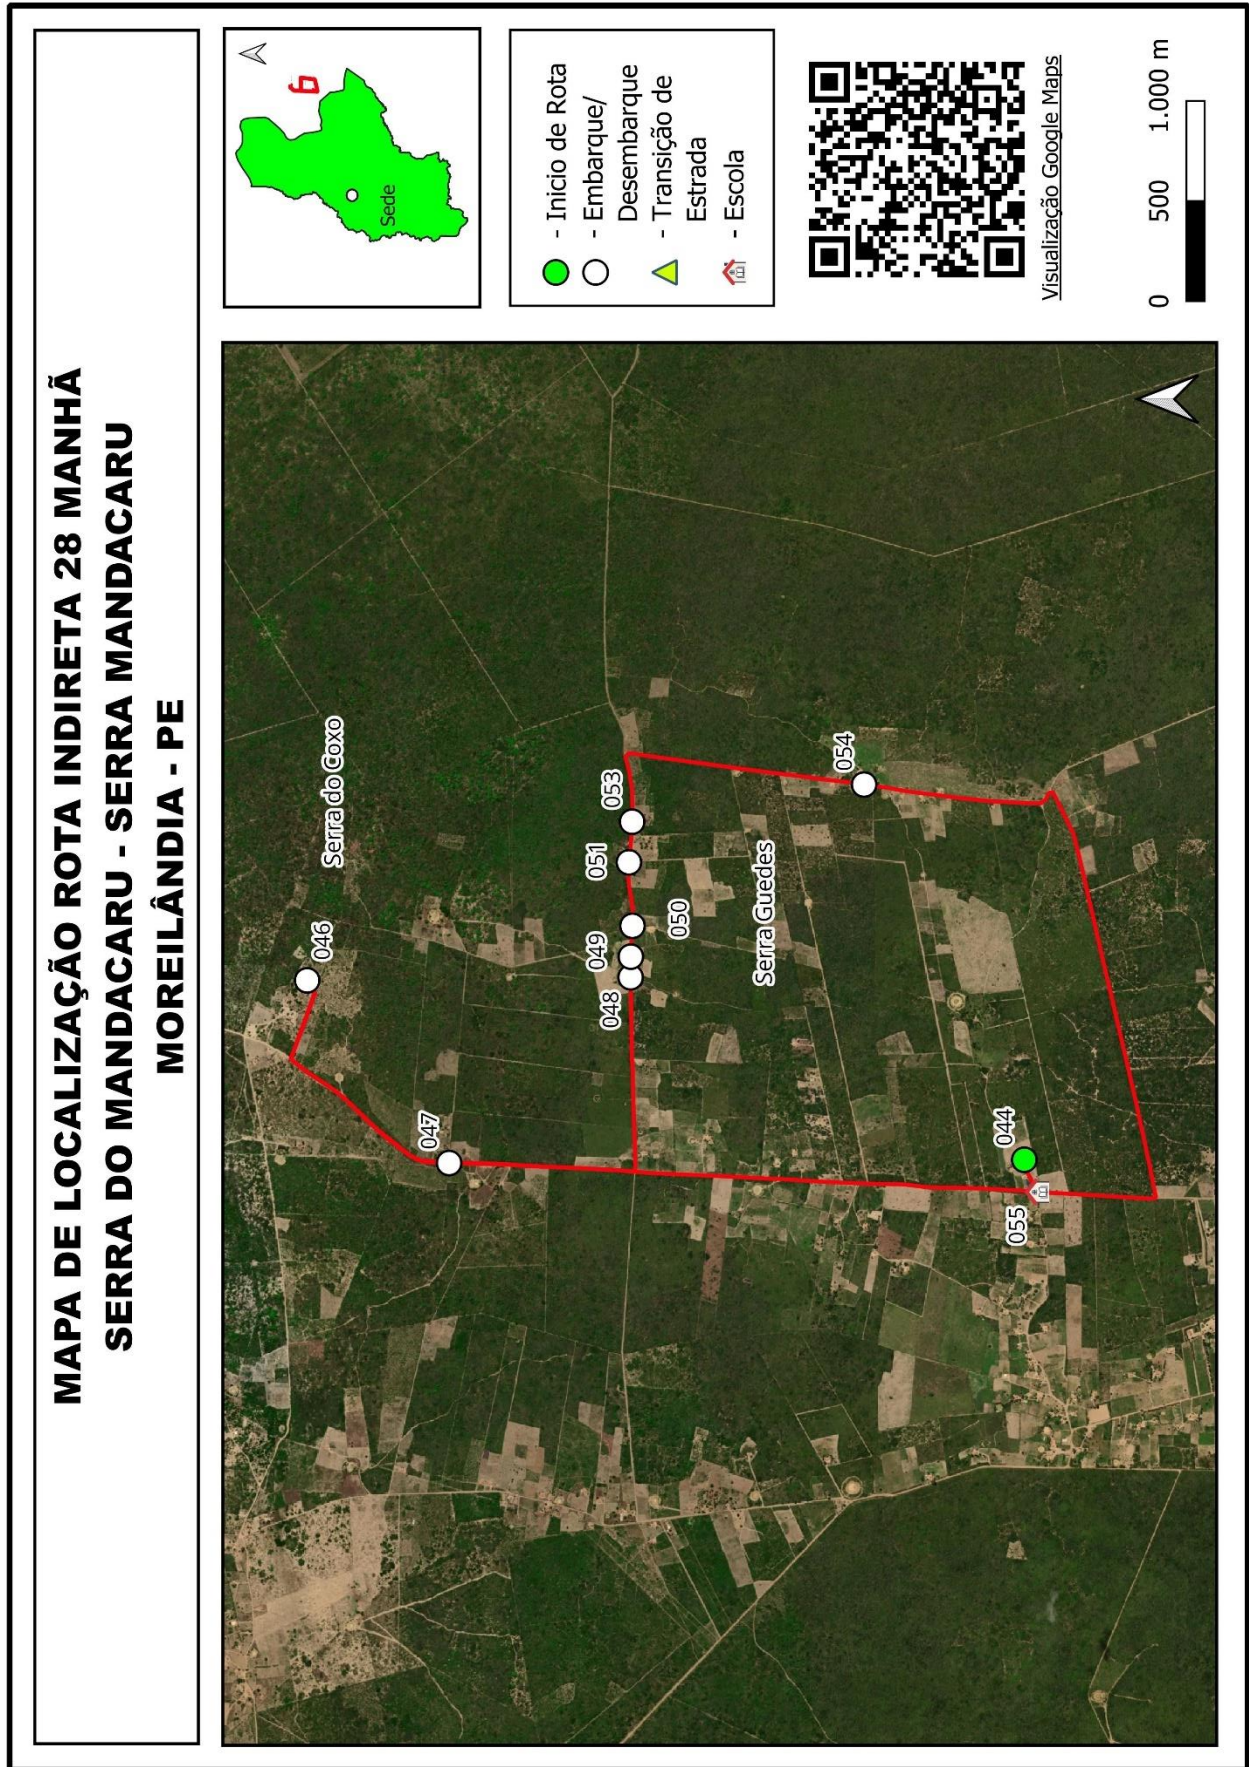 MAPA DE LOCALIZAÇÃO ROTA INDIRETA 28 MANHÃ
SERRA DO MANDACARU - SERRA MANDACARU
MOREILÂNDIA - PE
046
Serra do Coxo
047
048
049
050
051
053
Serra Guedes
054
044
055
Sede
- Inicio de Rota
- Embarque/
Desembarque
- Transição de
Estrada
- Escola
Visualização Google Maps
0 500 1.000 m